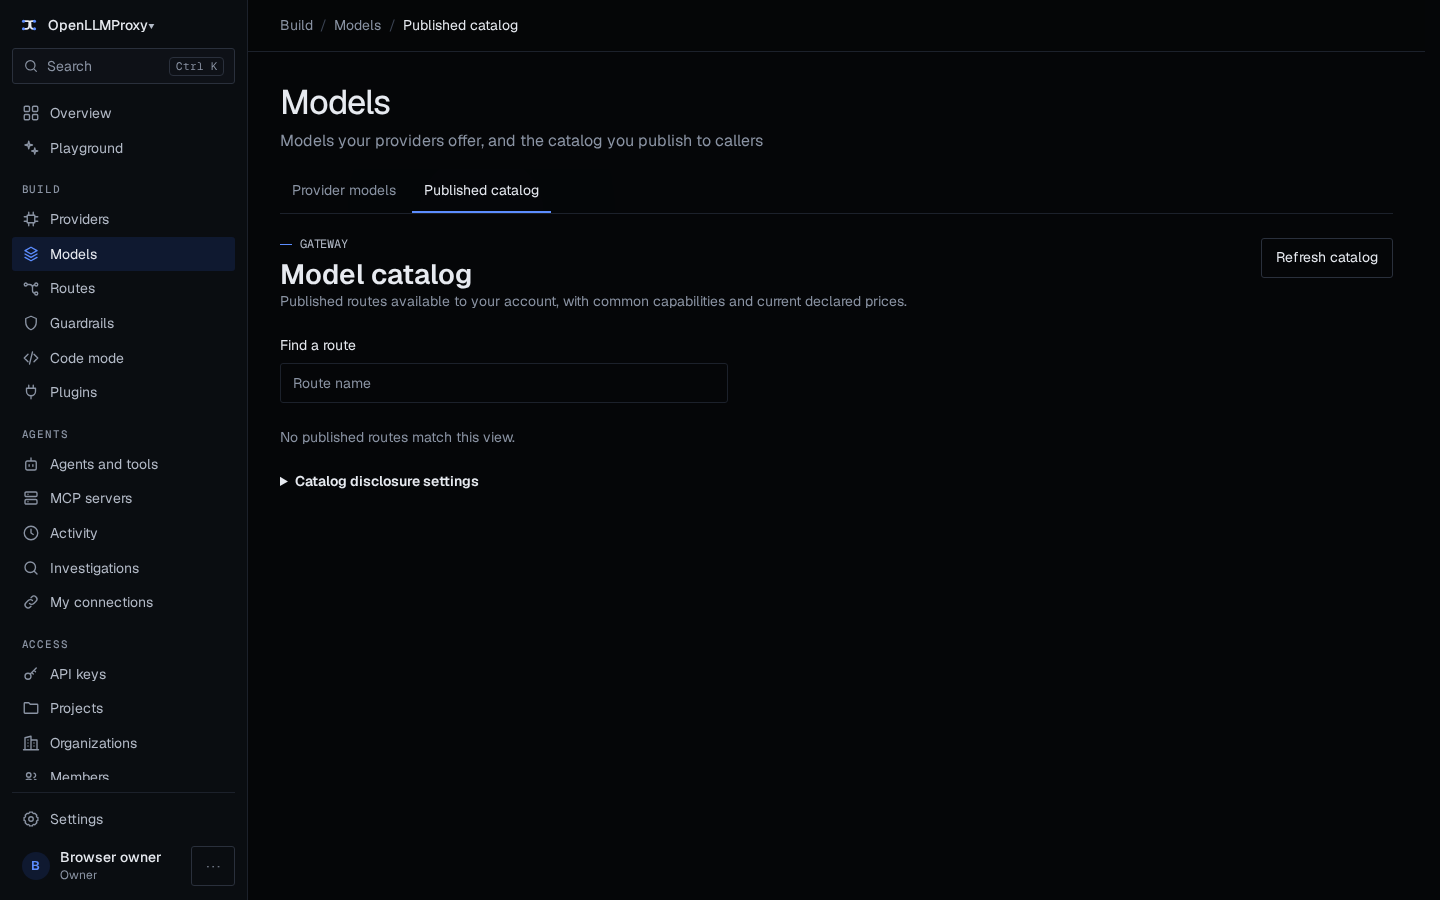 OpenLLMProxy▾
Search Ctrl K
Overview
Playground
BUILD
Providers
Models
Routes
Guardrails
Code mode
Plugins
AGENTS
Agents and tools
MCP servers
Activity
Investigations
My connections
ACCESS
API keys
Projects
Organizations
Members
Settings
B
Browser owner
Owner
...
Build / Models / Published catalog
Models
Models your providers offer, and the catalog you publish to callers
Provider models Published catalog
— GATEWAY
Model catalog
Refresh catalog
Published routes available to your account, with common capabilities and current declared prices.
Find a route
Route name
No published routes match this view.
▶ Catalog disclosure settings